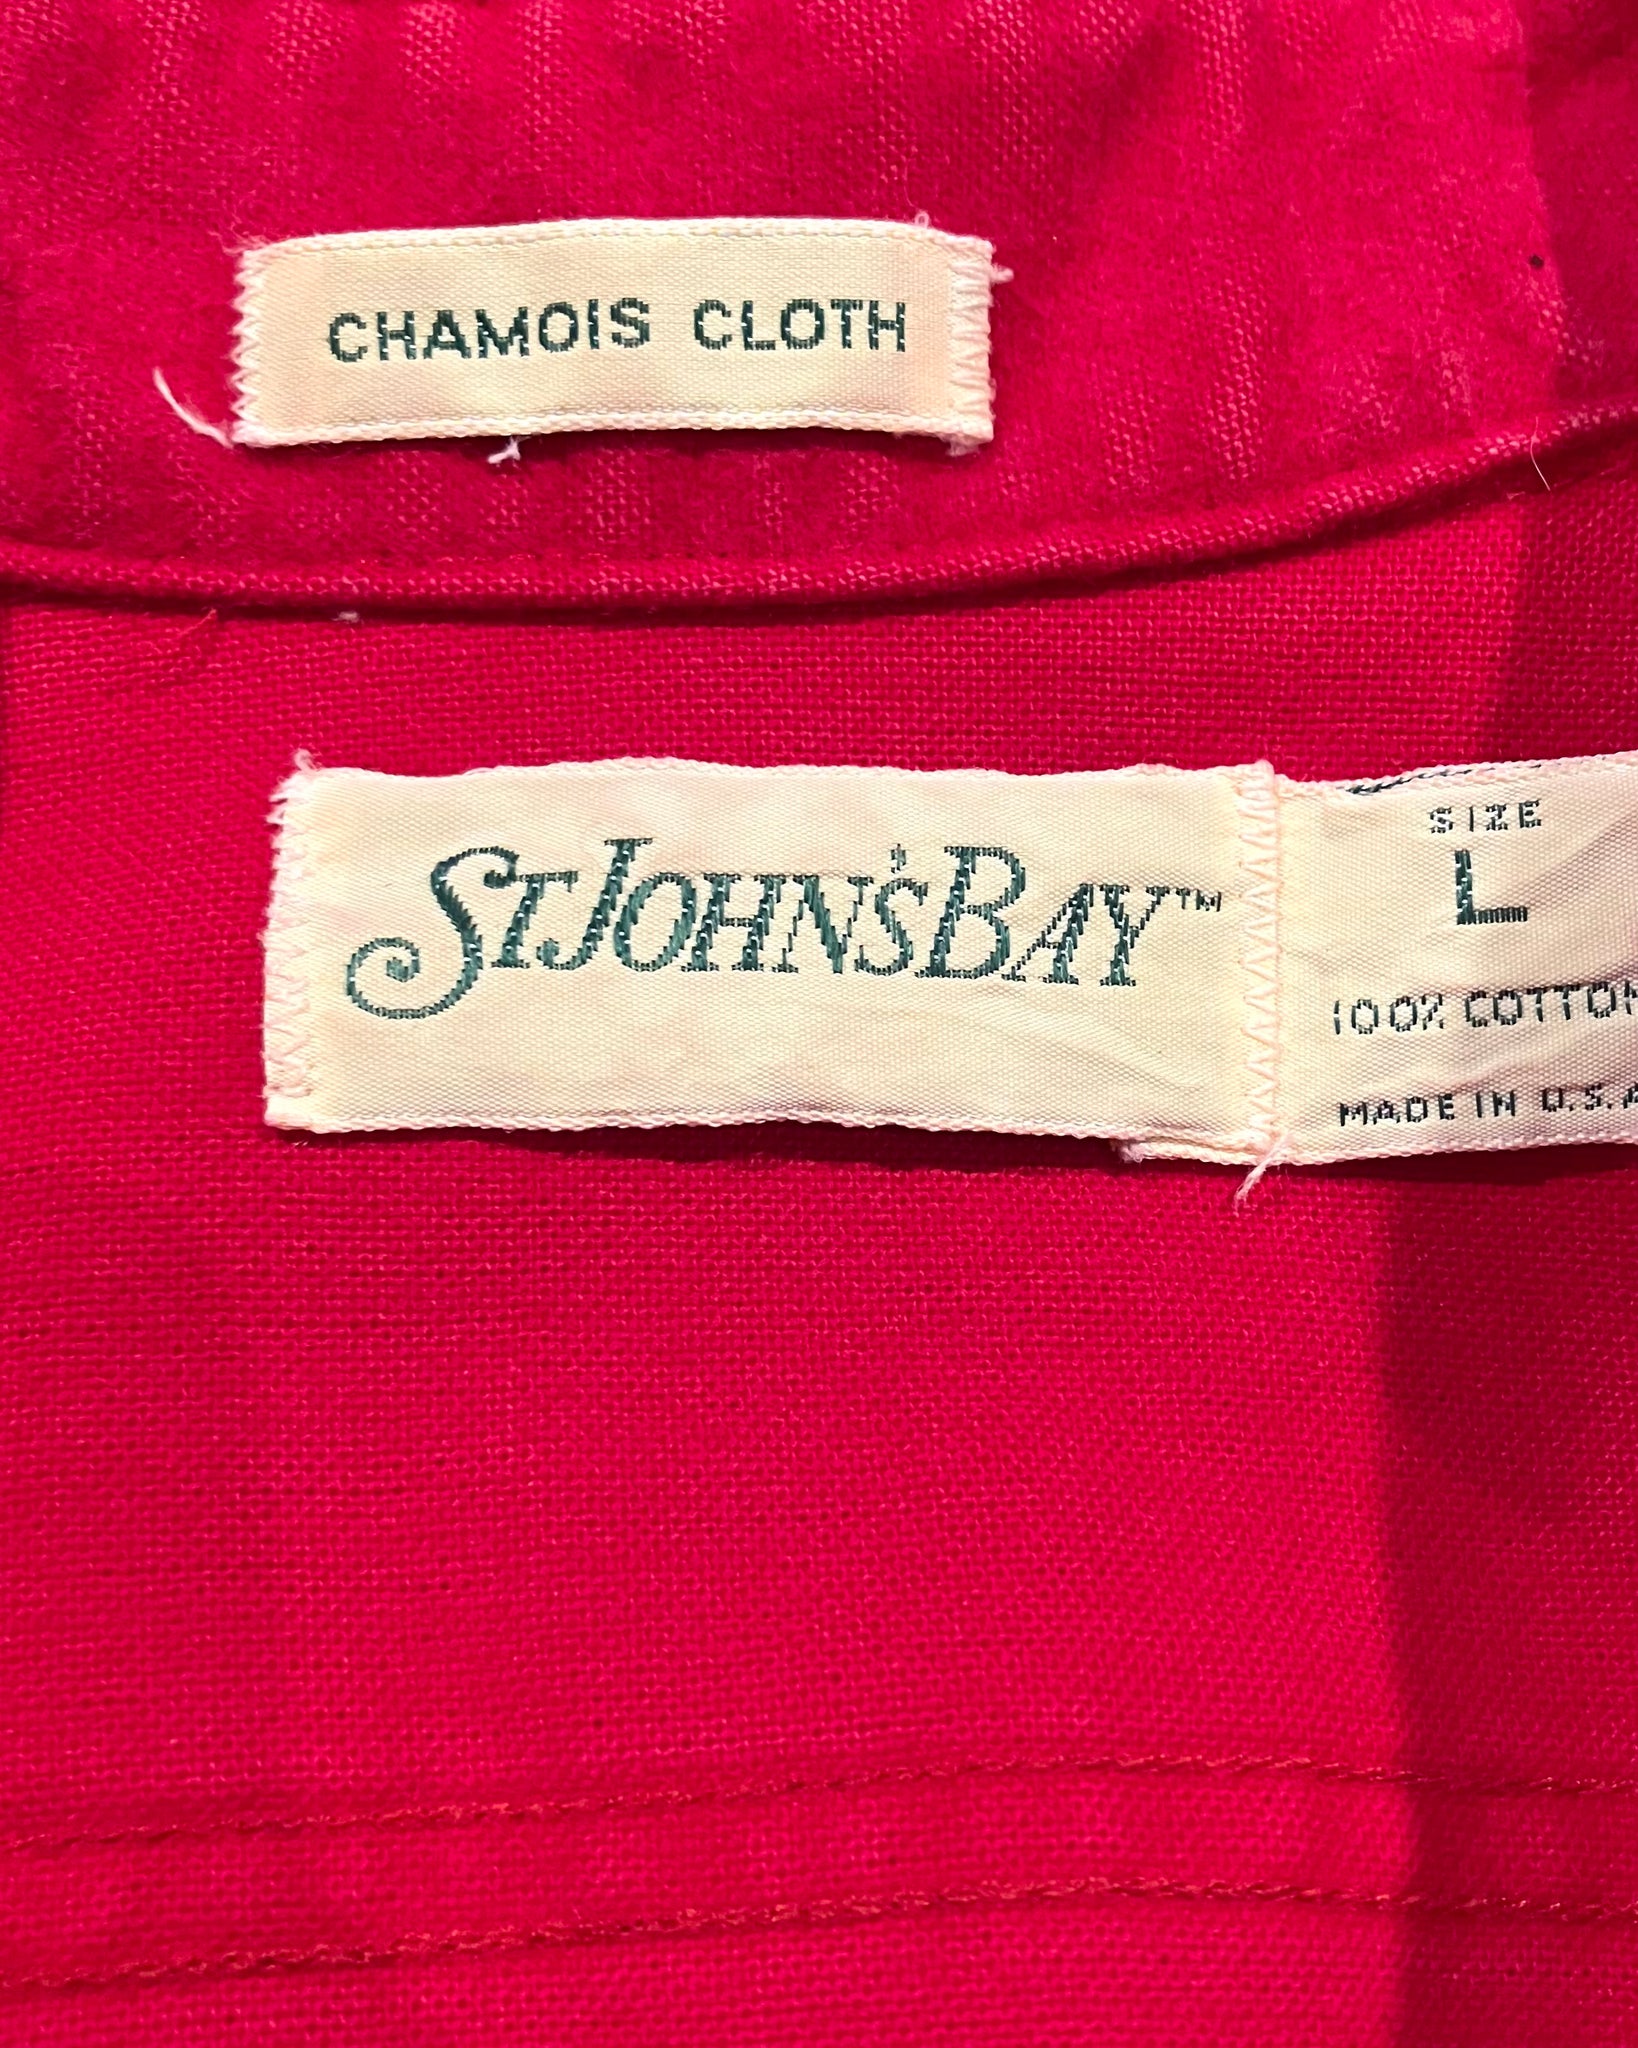 CHAMOIS CLOTH
ST. JOHN'S BAY™
SIZE
L
100% COTTON
MADE IN U.S.A